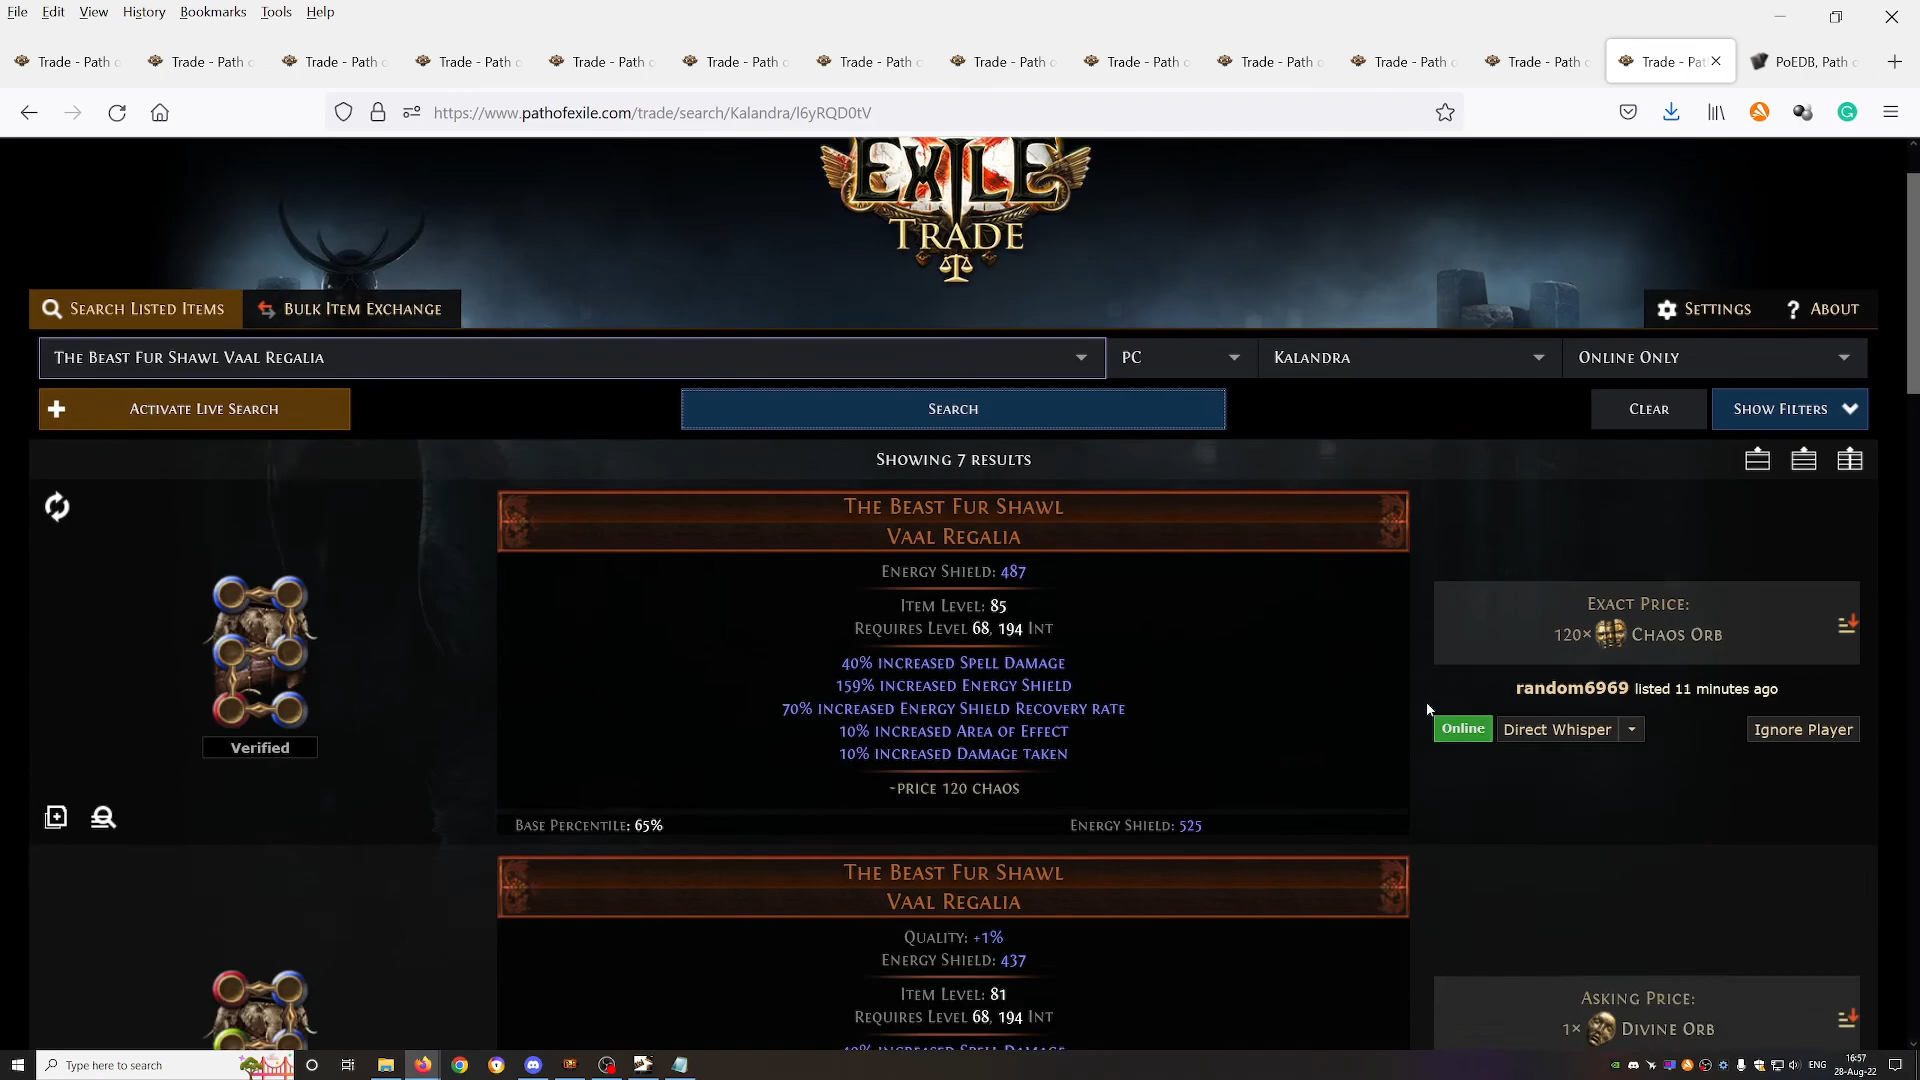 File Edit View History Bookmarks Tools Help
Trade - Path o Trade - Path o Trade - Path o Trade - Path o Trade - Path o Trade - Path o Trade - Path o Trade - Path o Trade - Path o Trade - Path o Trade - Path o Trade - Path o Trade - Pat PoEDB, Path o
https://www.pathofexile.com/trade/search/Kalandra/l6yRQD0tV
EXILE
TRADE
SEARCH LISTED ITEMS BULK ITEM EXCHANGE SETTINGS ? ABOUT
THE BEAST FUR SHAWL VAAL REGALIA PC KALANDRA ONLINE ONLY
ACTIVATE LIVE SEARCH SEARCH CLEAR SHOW FILTERS
SHOWING 7 RESULTS
THE BEAST FUR SHAWL
VAAL REGALIA
ENERGY SHIELD: 487
ITEM LEVEL: 85
REQUIRES LEVEL 68, 194 INT
40% INCREASED SPELL DAMAGE
159% INCREASED ENERGY SHIELD
70% INCREASED ENERGY SHIELD RECOVERY RATE
10% INCREASED AREA OF EFFECT
10% INCREASED DAMAGE TAKEN
~PRICE 120 CHAOS
BASE PERCENTILE: 65% ENERGY SHIELD: 525
Verified
EXACT PRICE:
120× CHAOS ORB
random6969 listed 11 minutes ago
Online Direct Whisper Ignore Player
THE BEAST FUR SHAWL
VAAL REGALIA
QUALITY: +1%
ENERGY SHIELD: 437
ITEM LEVEL: 81
REQUIRES LEVEL 68, 194 INT
40% INCREASED SPELL DAMAGE
ASKING PRICE:
1× DIVINE ORB
Type here to search
ENG
16:57
28-Aug-22